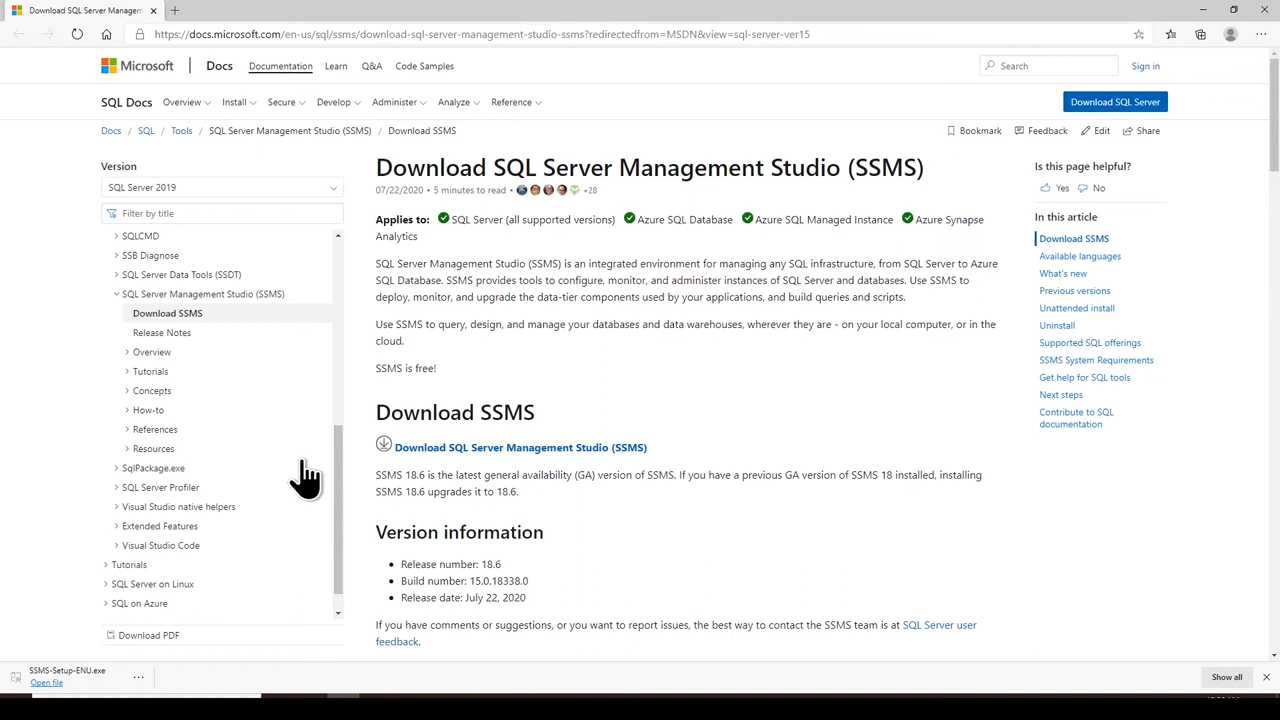 Download SQL Server Managem
https://docs.microsoft.com/en-us/sql/ssms/download-sql-server-management-studio-ssms?redirectedfrom=MSDN&view=sql-server-ver15
Microsoft Docs Documentation Learn Q&A Code Samples Search Sign in
SQL Docs Overview Install Secure Develop Administer Analyze Reference Download SQL Server
Docs / SQL / Tools / SQL Server Management Studio (SSMS) / Download SSMS Bookmark Feedback Edit Share
Version
SQL Server 2019
Filter by title
SQLCMD
SSB Diagnose
SQL Server Data Tools (SSDT)
SQL Server Management Studio (SSMS)
Download SSMS
Release Notes
Overview
Tutorials
Concepts
How-to
References
Resources
SqlPackage.exe
SQL Server Profiler
Visual Studio native helpers
Extended Features
Visual Studio Code
Tutorials
SQL Server on Linux
SQL on Azure
Download PDF
Download SQL Server Management Studio (SSMS)
07/22/2020 • 5 minutes to read • +28
Applies to: SQL Server (all supported versions) Azure SQL Database Azure SQL Managed Instance Azure Synapse
Analytics
SQL Server Management Studio (SSMS) is an integrated environment for managing any SQL infrastructure, from SQL Server to Azure
SQL Database. SSMS provides tools to configure, monitor, and administer instances of SQL Server and databases. Use SSMS to
deploy, monitor, and upgrade the data-tier components used by your applications, and build queries and scripts.
Use SSMS to query, design, and manage your databases and data warehouses, wherever they are - on your local computer, or in the
cloud.
SSMS is free!
Download SSMS
Download SQL Server Management Studio (SSMS)
SSMS 18.6 is the latest general availability (GA) version of SSMS. If you have a previous GA version of SSMS 18 installed, installing
SSMS 18.6 upgrades it to 18.6.
Version information
• Release number: 18.6
• Build number: 15.0.18338.0
• Release date: July 22, 2020
If you have comments or suggestions, or you want to report issues, the best way to contact the SSMS team is at SQL Server user
feedback.
Is this page helpful?
Yes No
In this article
Download SSMS
Available languages
What's new
Previous versions
Unattended install
Uninstall
Supported SQL offerings
SSMS System Requirements
Get help for SQL tools
Next steps
Contribute to SQL
documentation
SSMS-Setup-ENU.exe
Open file
Show all